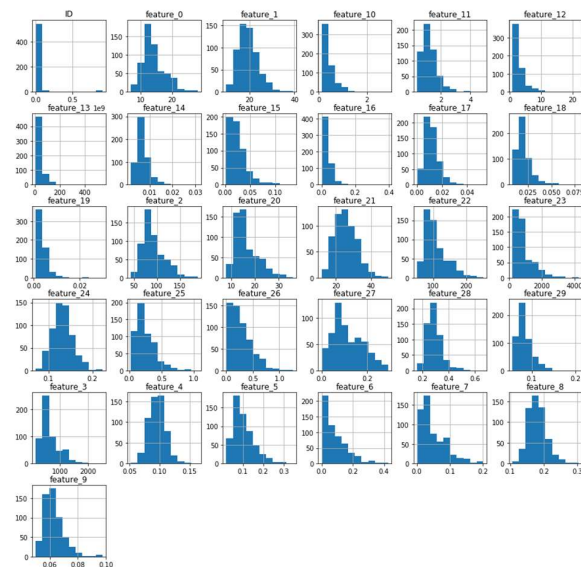 ID feature_0 feature_1 feature_10 feature_11 feature_12
400 200 0 0.0 0.5
150 100 50 0 10 20
150 100 50 0 20 40
300 200 100 0 0 2
200 150 100 50 0 2 4
300 200 100 0 0 10 20
feature_13 1e9 feature_14 feature_15 feature_16 feature_17 feature_18
400 300 200 100 0 0 200 400
300 200 100 0 0.01 0.02 0.03
200 150 100 50 0 0.00 0.05 0.10
400 300 200 100 0 0.0 0.2 0.4
200 150 100 50 0 0.00 0.02 0.04
200 100 0 0.025 0.050 0.075
feature_19 feature_2 feature_20 feature_21 feature_22 feature_23
300 200 100 0 0.00 0.02
150 100 50 0 50 100 150
150 100 50 0 10 20 30
100 50 0 20 40
150 100 50 0 100 200
200 150 100 50 0 2000 4000
feature_24 feature_25 feature_26 feature_27 feature_28 feature_29
150 100 50 0 0.1 0.2
200 150 100 50 0 0.0 0.5 1.0
150 100 50 0 0.0 0.5 1.0
100 50 0 0.0 0.1 0.2
200 150 100 50 0 0.2 0.4 0.6
200 100 0 0.1 0.2
feature_3 feature_4 feature_5 feature_6 feature_7 feature_8
200 100 0 1000 2000
150 100 50 0 0.05 0.10 0.15
150 100 50 0 0.1 0.2 0.3
200 150 100 50 0 0.0 0.2 0.4
150 100 50 0 0.0 0.1 0.2
150 100 50 0 0.1 0.2 0.3
feature_9
150 100 50 0 0.06 0.08 0.10